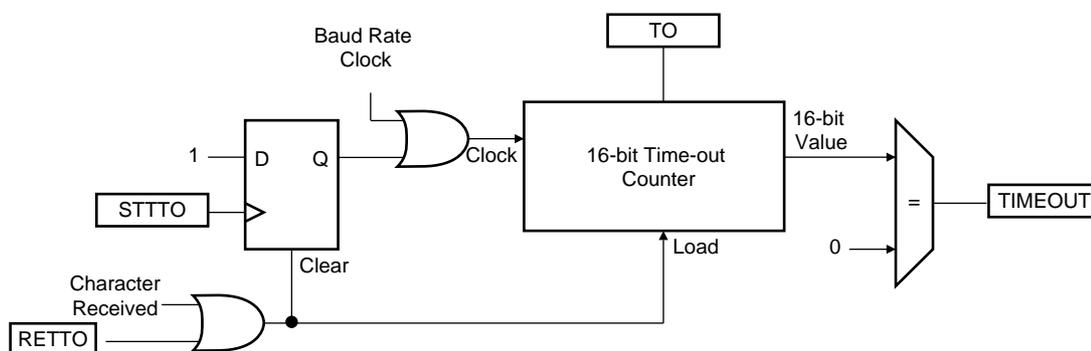 TO
Baud Rate
Clock
16-bit
Value
1
D
Q
Clock
16-bit Time-out
Counter
STTTO
=
TIMEOUT
0
Load
Clear
Character
Received
RETTO